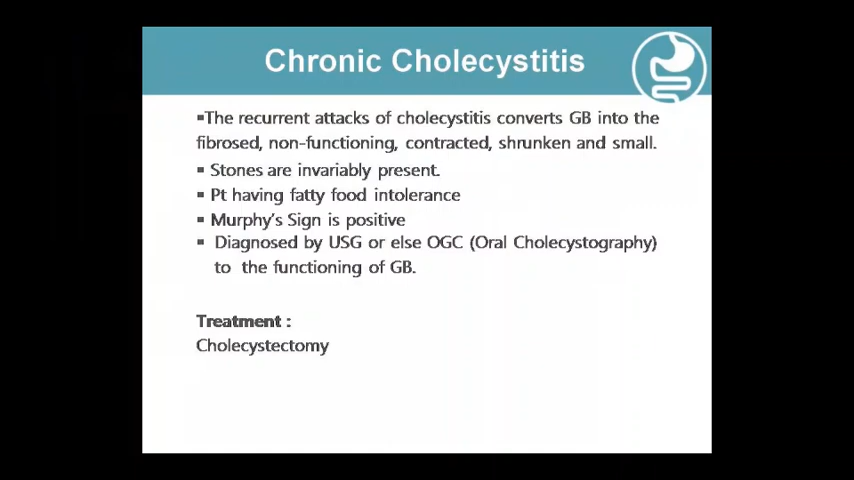 Chronic Cholecystitis
▪The recurrent attacks of cholecystitis converts GB into the
fibrosed, non-functioning, contracted, shrunken and small.
▪ Stones are invariably present.
▪ Pt having fatty food intolerance
▪ Murphy's Sign is positive
▪ Diagnosed by USG or else OGC (Oral Cholecystography)
to the functioning of GB.
Treatment :
Cholecystectomy